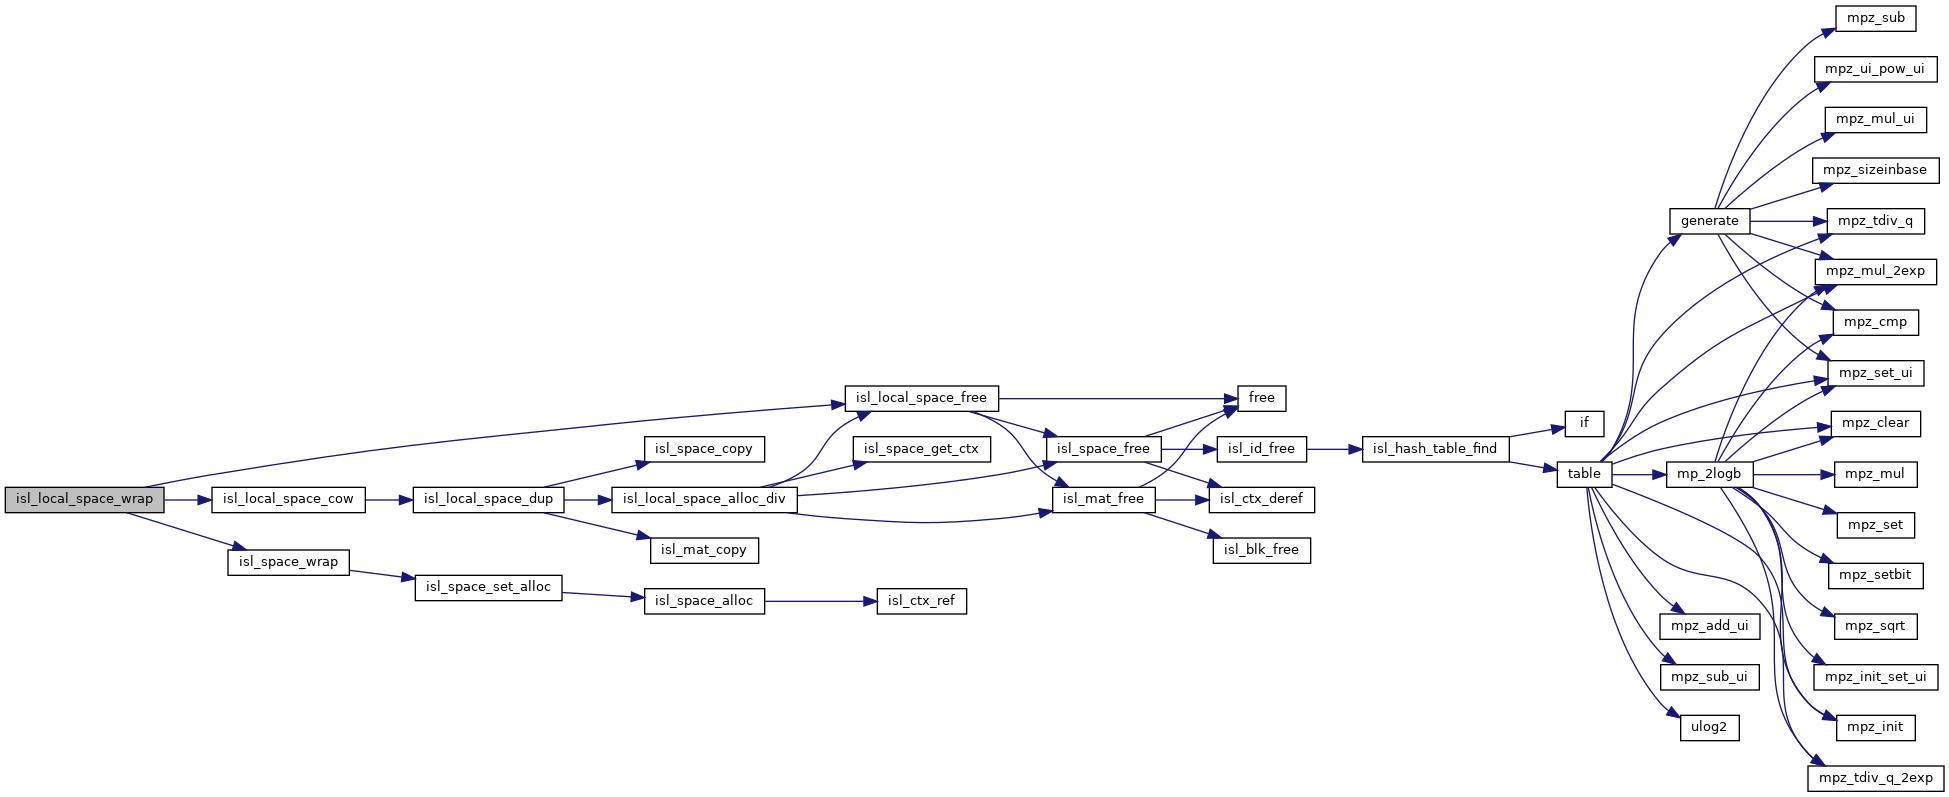 mpz_sub
mpz_ui_pow_ui
mpz_mul_ui
mpz_sizeinbase
generate
mpz_tdiv_q
mpz_mul_2exp
mpz_cmp
mpz_set_ui
isl_local_space_free
free
mpz_clear
if
isl_space_copy
isl_space_get_ctx
isl_space_free
isl_id_free
isl_hash_table_find
table
mp_2logb
mpz_mul
isl_local_space_wrap
isl_local_space_cow
isl_local_space_dup
isl_local_space_alloc_div
isl_mat_free
isl_ctx_deref
mpz_set
isl_space_wrap
isl_mat_copy
isl_blk_free
mpz_setbit
isl_space_set_alloc
isl_space_alloc
isl_ctx_ref
mpz_add_ui
mpz_sqrt
mpz_sub_ui
mpz_init_set_ui
ulog2
mpz_init
mpz_tdiv_q_2exp